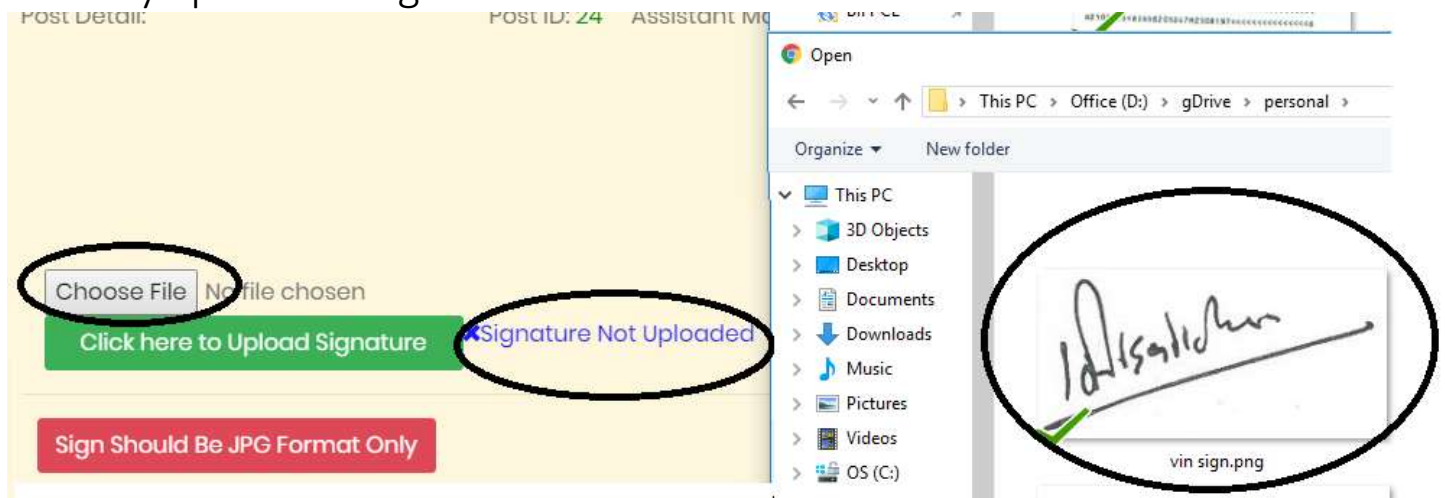 Post Detail:
Post ID: 24 Assistant
Choose File No file chosen
Click here to Upload Signature
✖Signature Not Uploaded
Sign Should Be JPG Format Only
Open
This PC > Office (D:) > gDrive > personal >
Organize
New folder
This PC
3D Objects
Desktop
Documents
Downloads
Music
Pictures
Videos
OS (C:)
vin sign.png